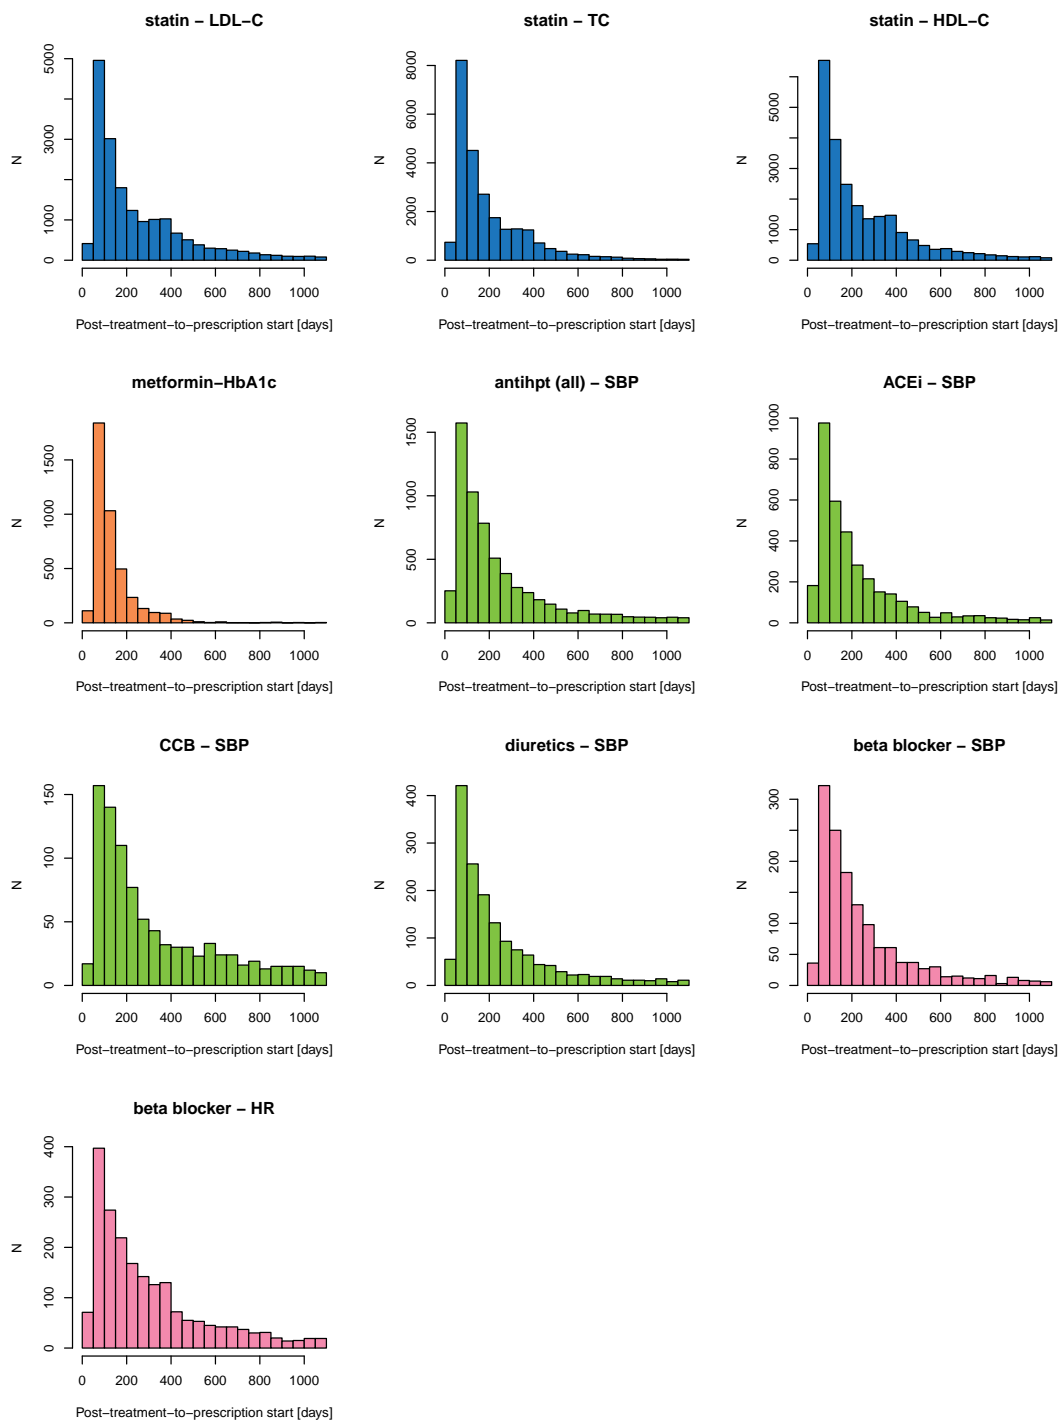 statin − LDL−C
statin − TC
statin − HDL−C
N
0 1000 3000 5000
0 200 400 600 800 1000
Post−treatment−to−prescription start [days]
N
0 2000 4000 6000 8000
0 200 400 600 800 1000
Post−treatment−to−prescription start [days]
N
0 1000 3000 5000
0 200 400 600 800 1000
Post−treatment−to−prescription start [days]
metformin−HbA1c
antihpt (all) − SBP
ACEi − SBP
N
0 500 1000 1500
0 200 400 600 800 1000
Post−treatment−to−prescription start [days]
N
0 500 1000 1500
0 200 400 600 800 1000
Post−treatment−to−prescription start [days]
N
0 200 400 600 800 1000
0 200 400 600 800 1000
Post−treatment−to−prescription start [days]
CCB − SBP
diuretics − SBP
beta blocker − SBP
N
0 50 100 150
0 200 400 600 800 1000
Post−treatment−to−prescription start [days]
N
0 100 200 300 400
0 200 400 600 800 1000
Post−treatment−to−prescription start [days]
N
0 50 100 200 300
0 200 400 600 800 1000
Post−treatment−to−prescription start [days]
beta blocker − HR
N
0 100 200 300 400
0 200 400 600 800 1000
Post−treatment−to−prescription start [days]